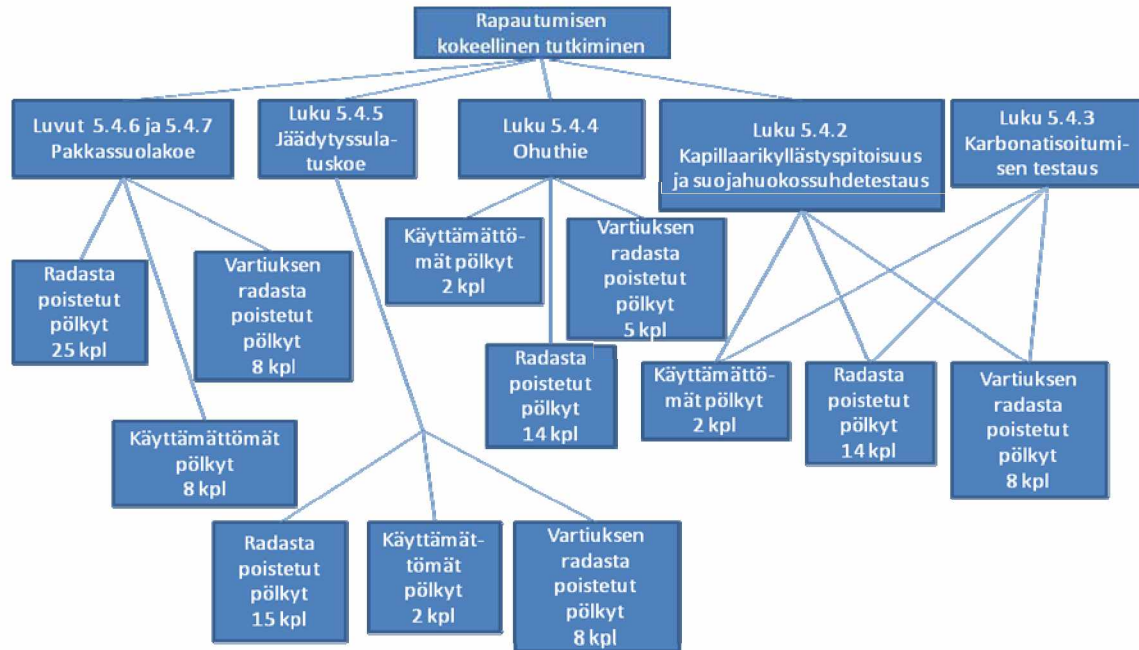 Rapautumisen
kokeellinen tutkiminen
Luvut 5.4.6 ja 5.4.7
Pakkassuolakoe
Luku 5.4.5
Jäädytyssula-
tuskoe
Luku 5.4.4
Ohuthie
Luku 5.4.2
Kapillaarikyllästyspitoisuus
ja suojahuokossuhdetestaus
Luku 5.4.3
Karbonatisoitumi-
sen testaus
Radasta
poistetut
pölkyt
25 kpl
Vartiuksen
radasta
poistetut
pölkyt
8 kpl
Käyttämättömät
pölkyt
8 kpl
Käyttämättö-
mät pölkyt
2 kpl
Vartiuksen
radasta
poistetut
pölkyt
5 kpl
Radasta
poistetut
pölkyt
14 kpl
Käyttämättö-
mät pölkyt
2 kpl
Radasta
poistetut
pölkyt
14 kpl
Vartiuksen
radasta
poistetut
pölkyt
8 kpl
Radasta
poistetut
pölkyt
15 kpl
Käyttämät-
tömät
pölkyt
2 kpl
Vartiuksen
radasta
poistetut
pölkyt
8 kpl